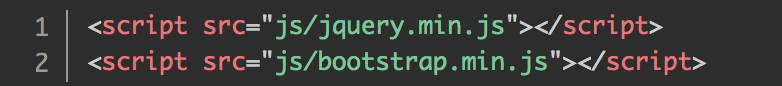 1 <script src="js/jquery.min.js"></script>
2 <script src="js/bootstrap.min.js"></script>